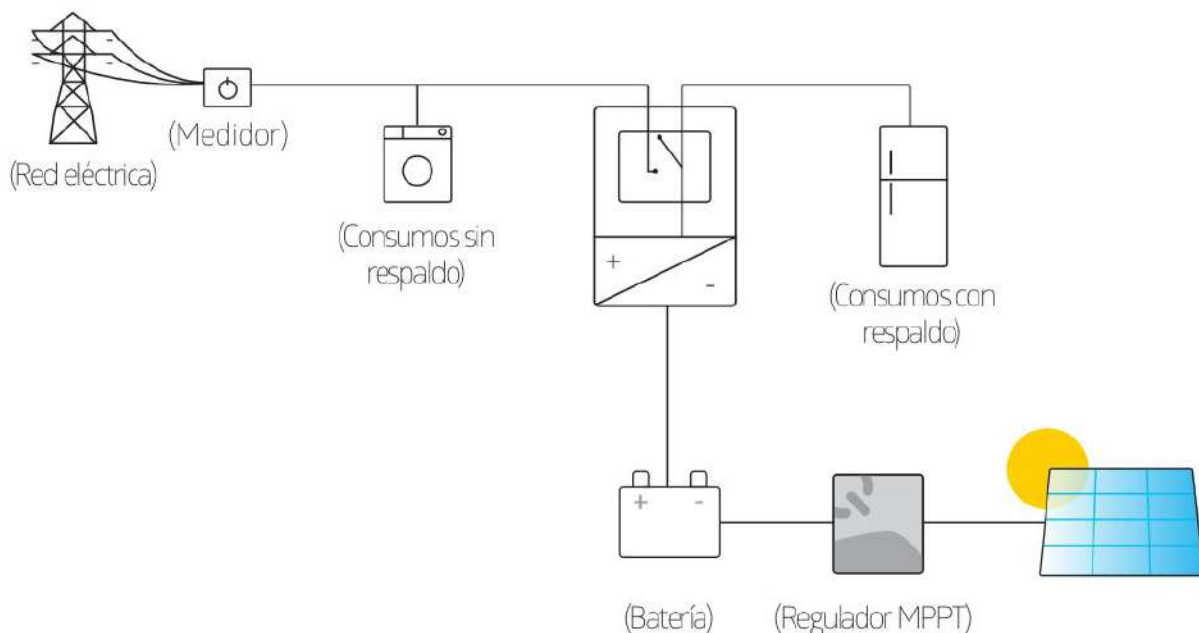 (Medidor)
(Red eléctrica)
(Consumos sin
respaldo)
+
-
(Consumos con
respaldo)
+ -
(Batería)
(Regulador MPPT)